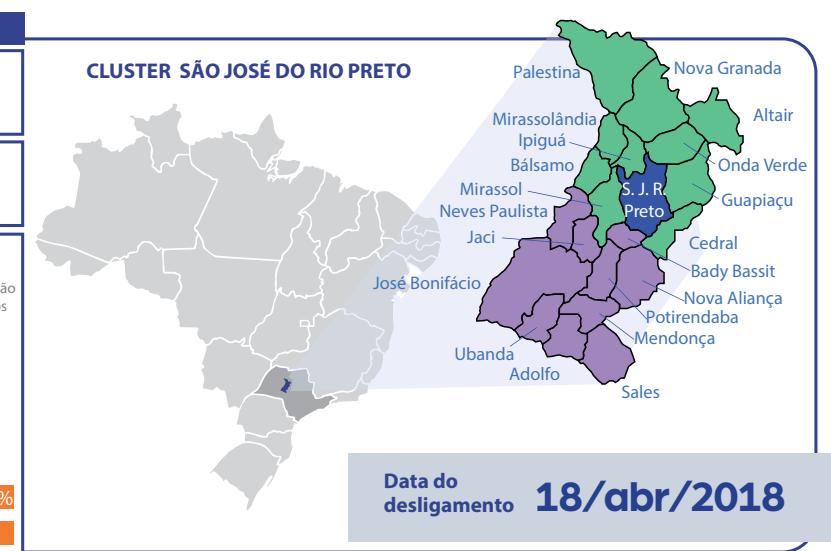 CLUSTER SÃO JOSÉ DO RIO PRETO
Palestina
Nova Granada
Altair
Mirassolândia
Ipiguá
Bálsamo
Onda Verde
Mirassol
S. J. R.
Preto
Guapiaçu
Neves Paulista
Jaci
Cedral
Bady Bassit
José Bonifácio
Nova Aliança
Potirendaba
Mendonça
Ubanda
Adolfo
Sales
ão
os
%
Data do
desligamento
18/abr/2018